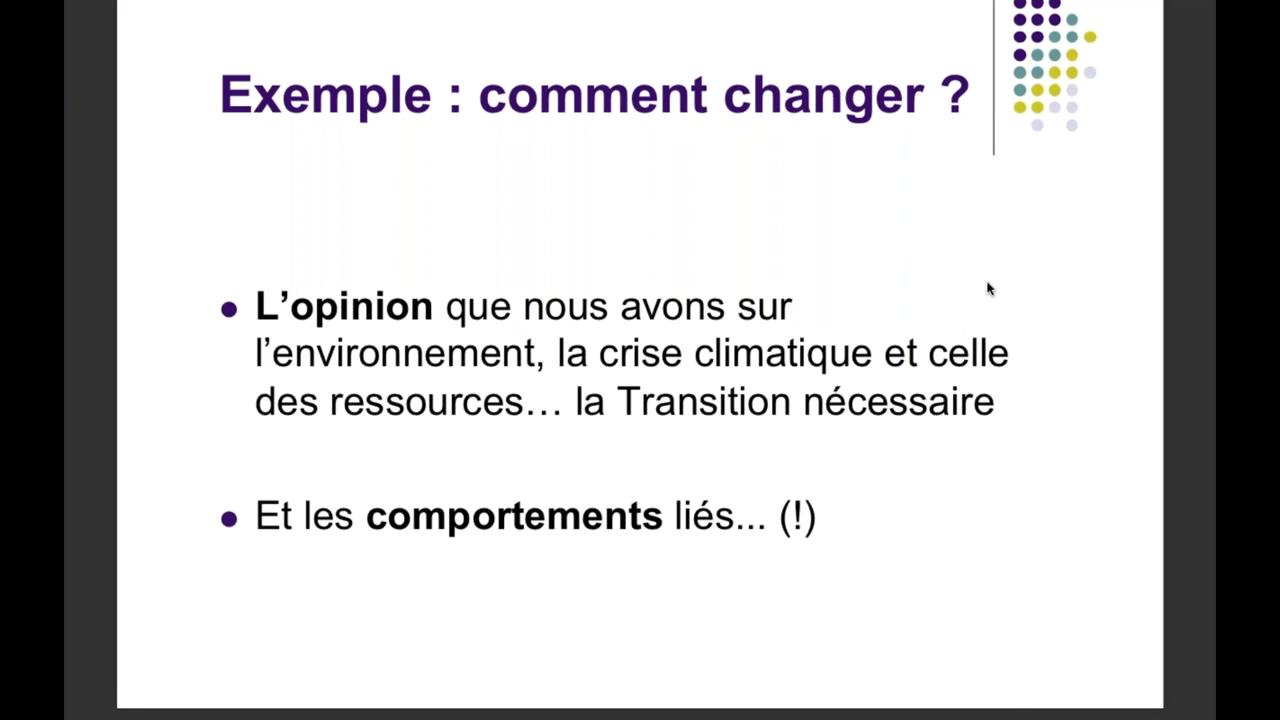 Exemple : comment changer ?
L’opinion que nous avons sur
l’environnement, la crise climatique et celle
des ressources… la Transition nécessaire
Et les comportements liés... (!)